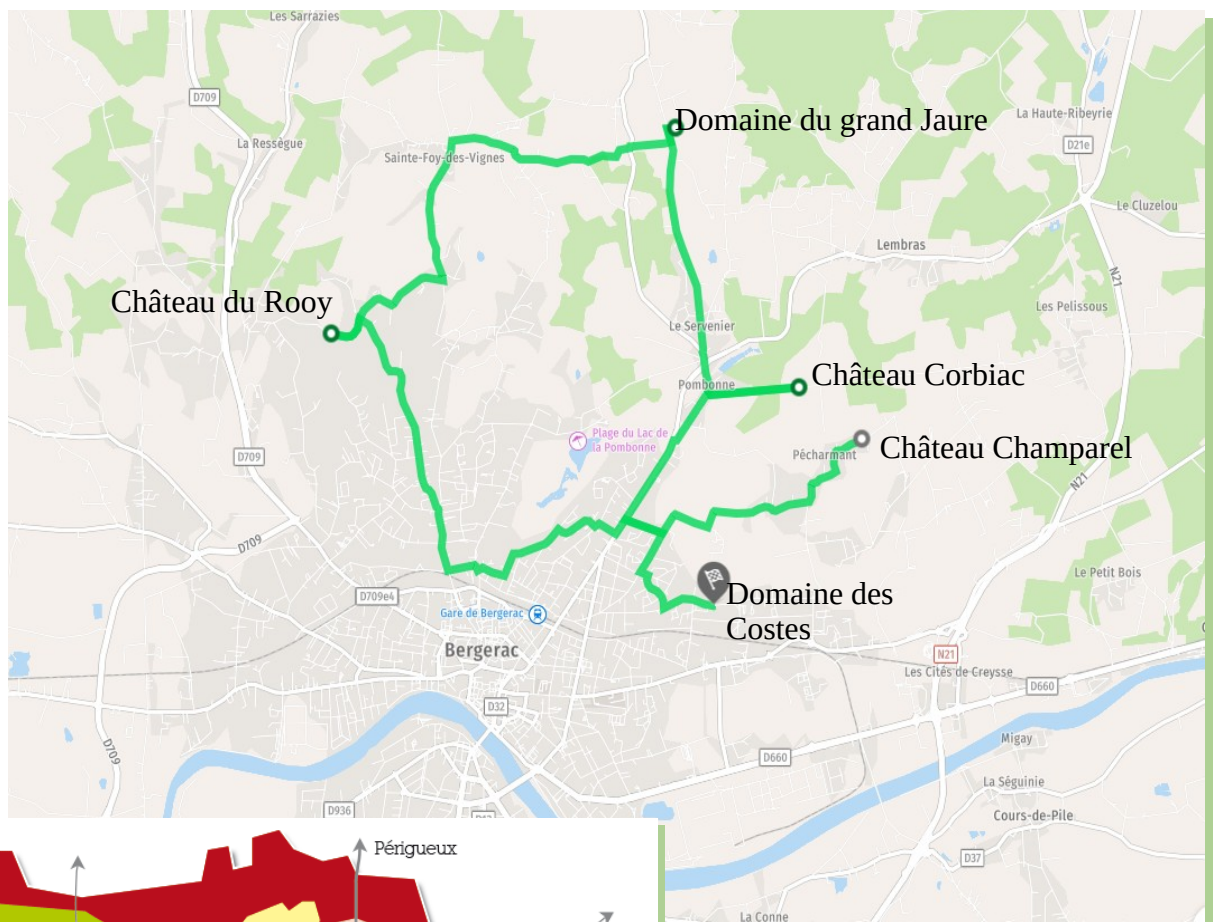 Les Sarrazies
D709
La Ressègue
Sainte-Foy-des-Vignes
Domaine du grand Jaure
La Haute-Ribeyrie
D21e
Le Cluzelou
Lembras
N21
Château du Rooy
Les Pelissous
Le Servenier
Pombonne
Château Corbiac
Plage du Lac de
la Pombonne
Pécharmant
Château Champarel
D709
N21
D709
Le Petit Bois
D709e4
Gare de Bergerac
Domaine des
Costes
Bergerac
N21
Les Cités de Creysse
D660
D32
D709
Migay
D660
La Séguinie
D936
Cours-de-Pile
Périgueux
D37
La Conne